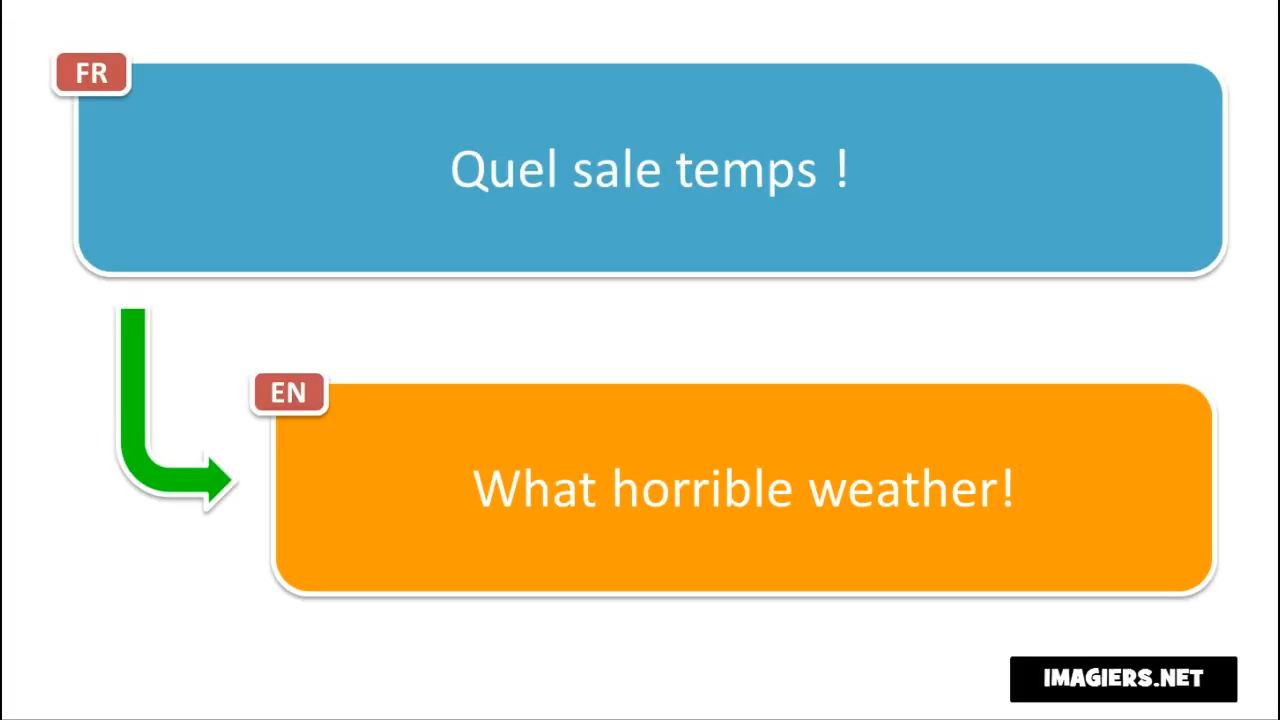 FR
Quel sale temps !
EN
What horrible weather!
IMAGIERS.NET